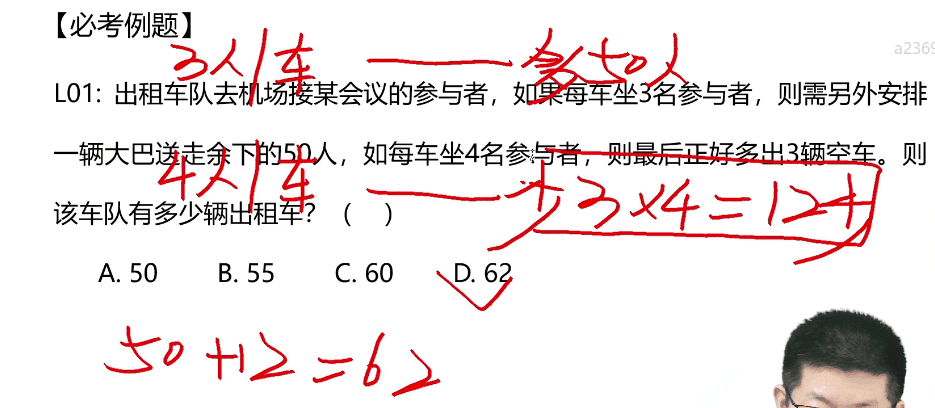 【必考例题】
a2369
3人/车 —— 多50人
L01: 出租车队去机场接某会议的参与者，如果每车坐3名参与者，则需另外安排
一辆大巴送走余下的50人，如每车坐4名参与者，则最后正好多出3辆空车。则
4人/车 —— 少3×4=12人
该车队有多少辆出租车？（ ）
A. 50 B. 55 C. 60 D. 62
50+12=62